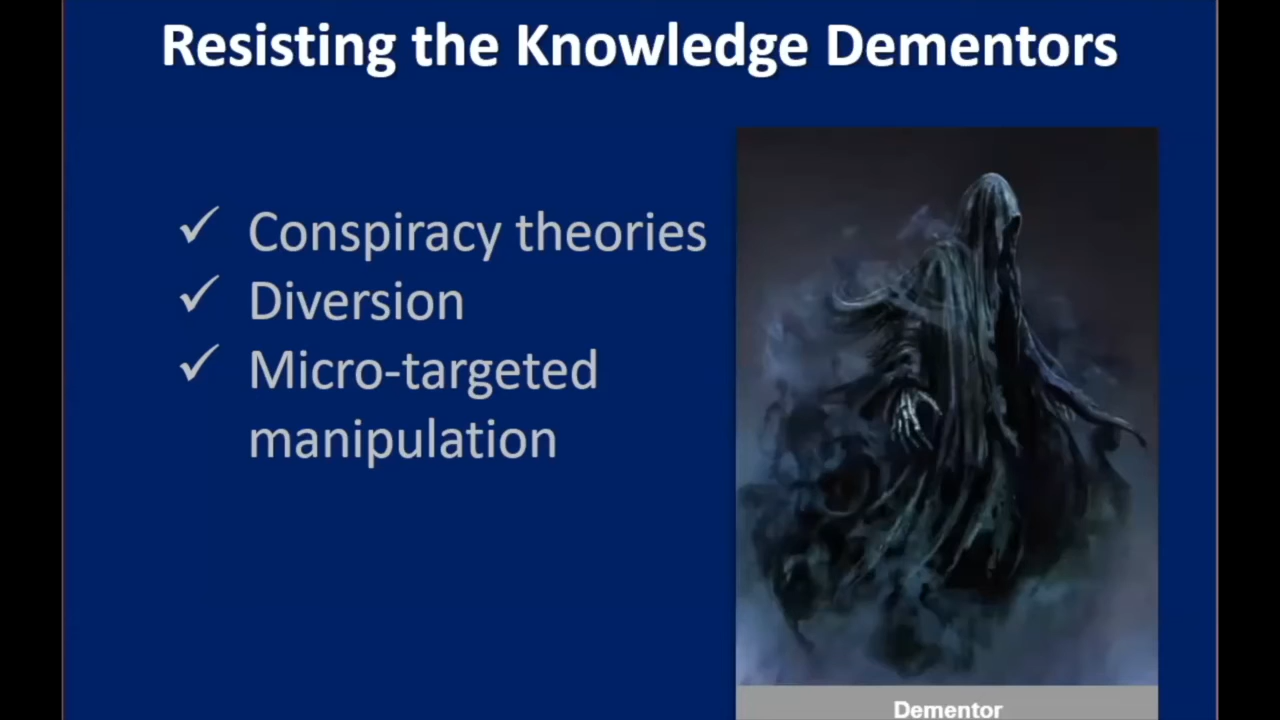 Resisting the Knowledge Dementors
✓ Conspiracy theories
✓ Diversion
✓ Micro-targeted
manipulation
Dementor